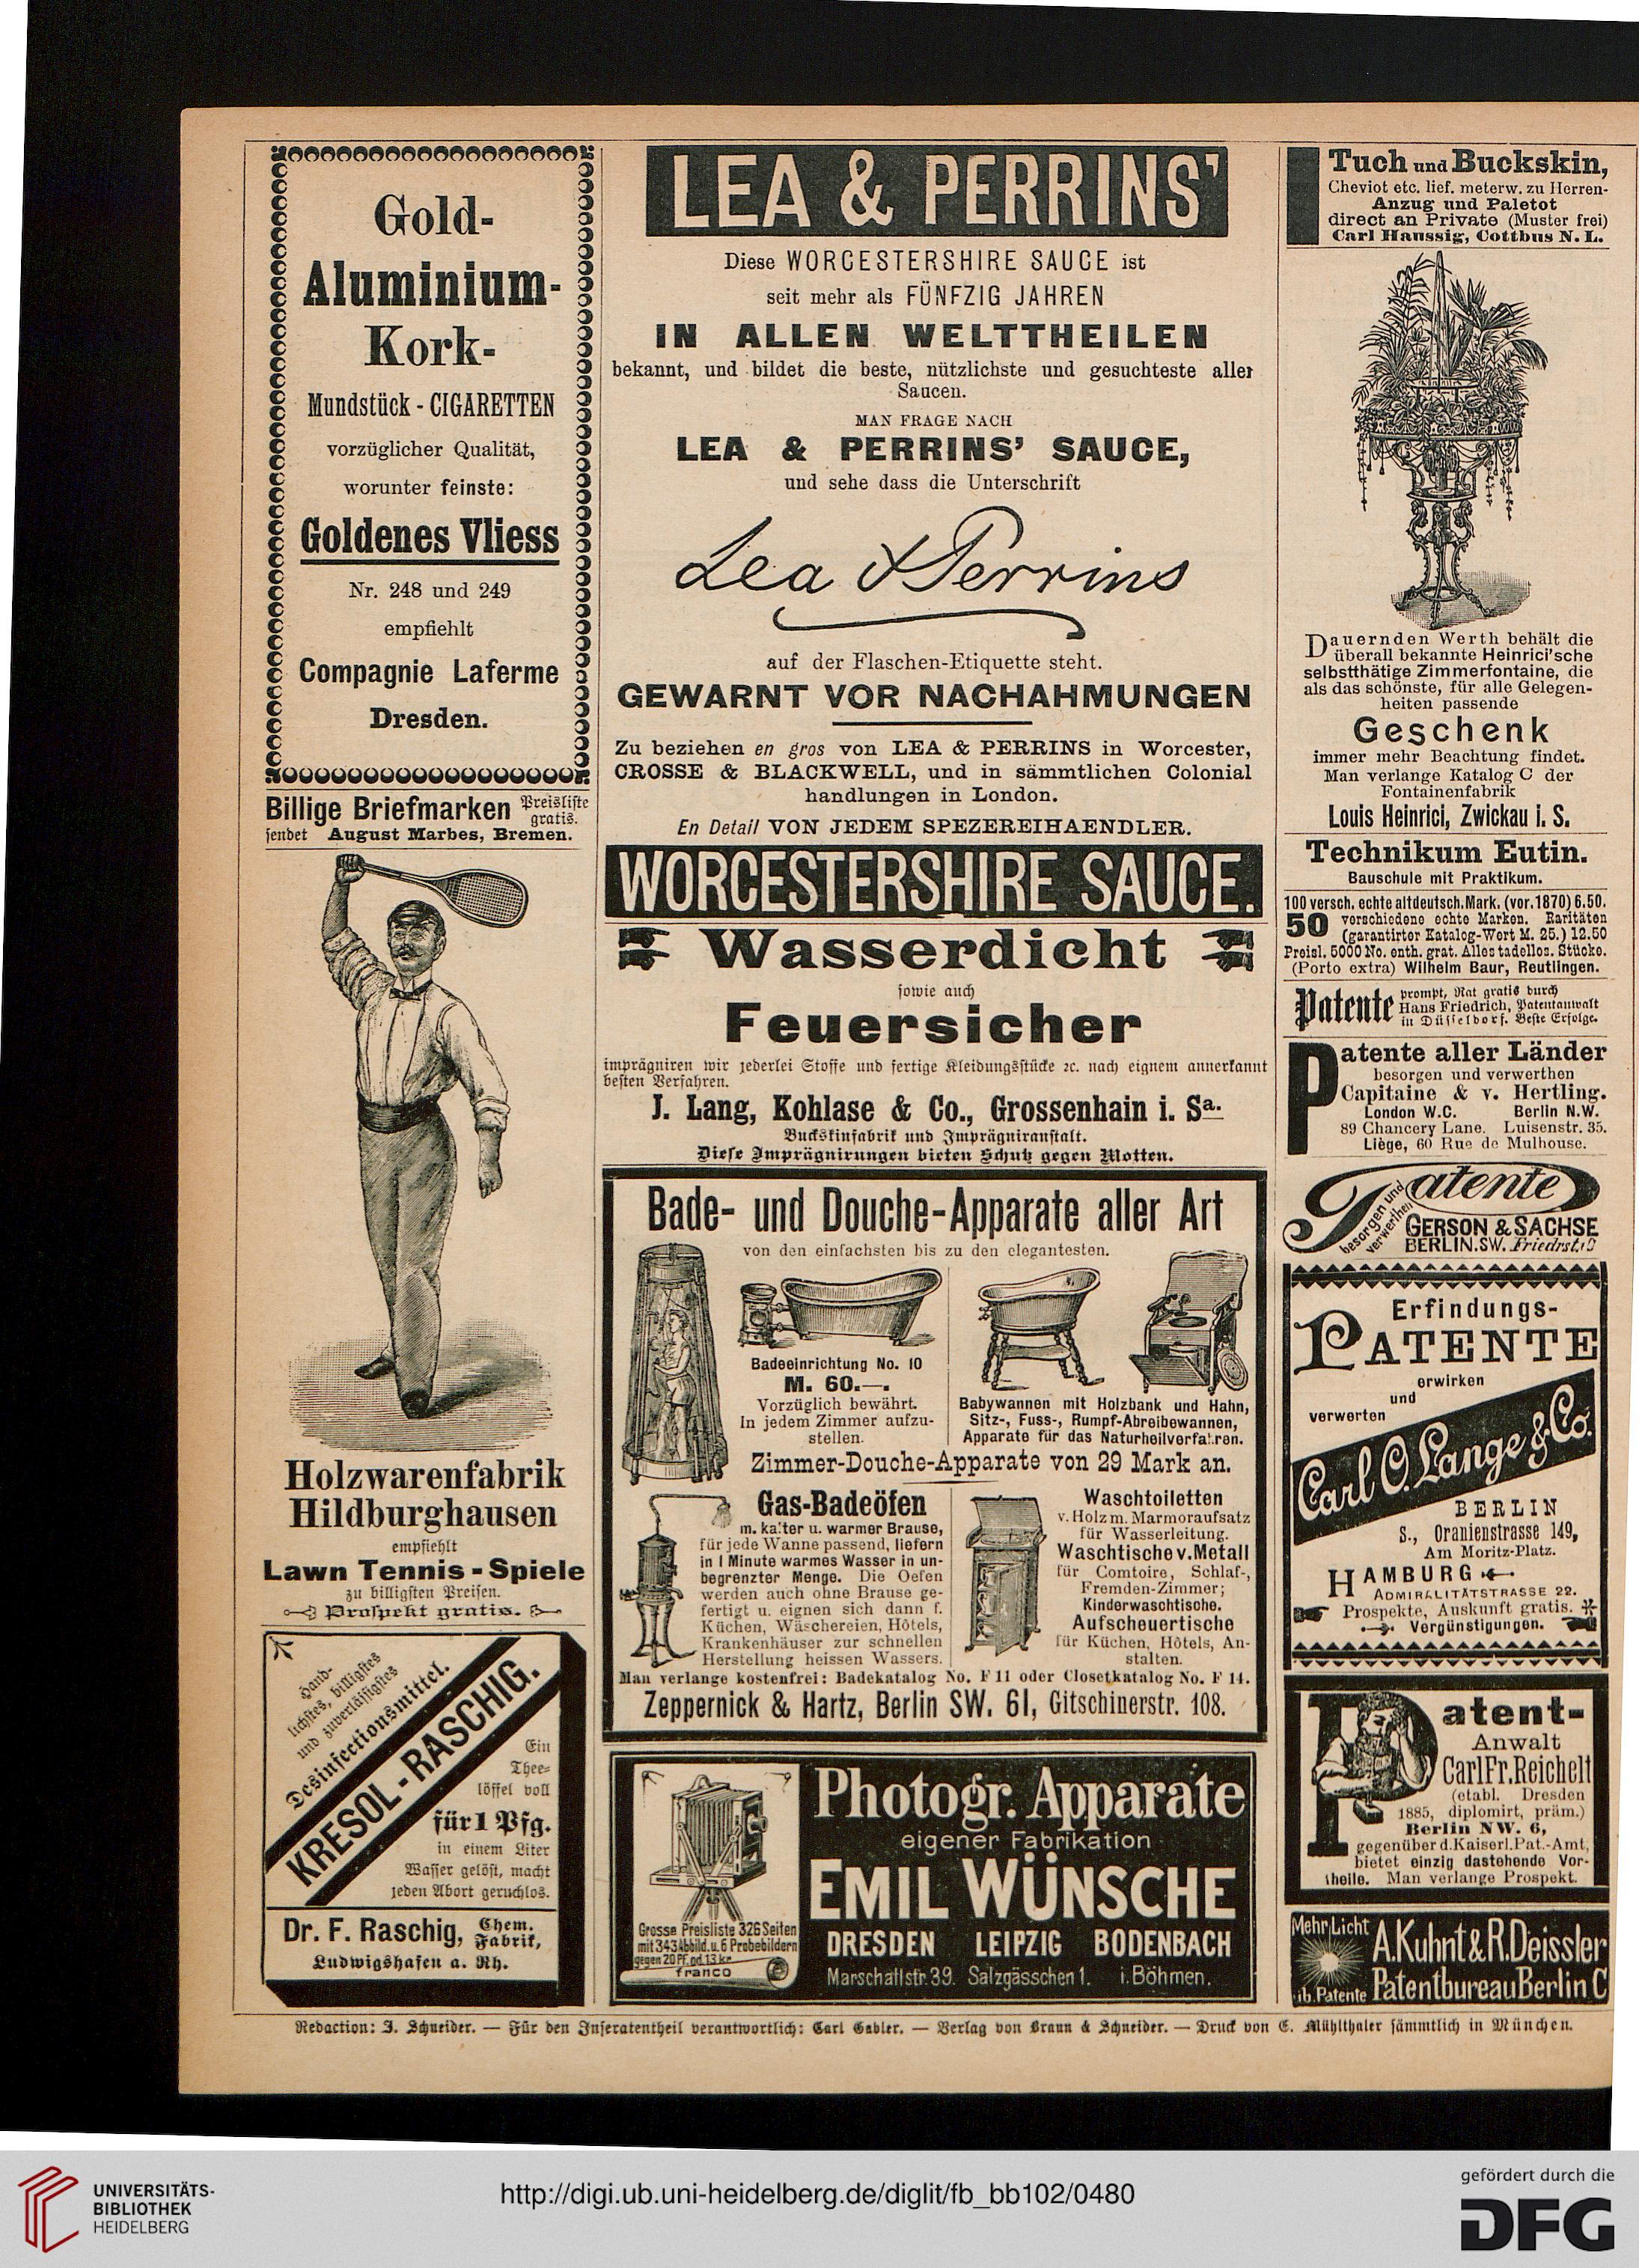 Gold-
Aluminium-
Kork-
Mundstück - CIGARETTEN
vorzüglicher Qualität,
worunter feinste:
Goldenes Vliess
Nr. 248 und 249
empfiehlt
Compagnie Laferme
Dresden.
Billige Briefmarken Preisliste gratis.
sendet August Marbes, Bremen.
Holzwarenfabrik
Hildburghausen
empfiehlt
Lawn Tennis - Spiele
zu billigsten Preisen.
Prospekt gratis.
Hand-
lichstes, billigstes
und zuverlässigstes
Desinfectionsmittel.
KRESOL-RASCHIG.
Ein
Thee-
löffel voll
für 1 Pfg.
in einem Liter
Wasser gelöst, macht
jeden Abort geruchlos.
Dr. F. Raschig, Chem. Fabrik,
Ludwigshafen a. Rh.
LEA & PERRINS'
Diese WORCESTERSHIRE SAUCE ist
seit mehr als FÜNFZIG JAHREN
IN ALLEN WELTTHEILEN
bekannt, und bildet die beste, nützlichste und gesuchteste aller
Saucen.
MAN FRAGE NACH
LEA & PERRINS' SAUCE,
und sehe dass die Unterschrift
Lea & Perrins
auf der Flaschen-Etiquette steht.
GEWARNT VOR NACHAHMUNGEN
Zu beziehen en gros von LEA & PERRINS in Worcester,
CROSSE & BLACKWELL, und in sämmtlichen Colonial
handlungen in London.
En Detail VON JEDEM SPEZEREIHAENDLER.
WORCESTERSHIRE SAUCE.
Wasserdicht
sowie auch
Feuersicher
imprägniren wir jederlei Stoffe und fertige Kleidungsstücke ꝛc. nach eignem annerkannt
besten Verfahren.
J. Lang, Kohlase & Co., Grossenhain i. Sa.
Buckskinfabrik und Imprägniranstalt.
Diese Imprägnirungen bieten Schutz gegen Motten.
Bade- und Douche-Apparate aller Art
von den einfachsten bis zu den elegantesten.
Badeeinrichtung No. 10
M. 60.—.
Vorzüglich bewährt.
In jedem Zimmer aufzu-
stellen.
Babywannen mit Holzbank und Hahn,
Sitz-, Fuss-, Rumpf-Abreibewannen,
Apparate für das Naturheilverfahren.
Zimmer-Douche-Apparate von 29 Mark an.
Gas-Badeöfen
m. kalter u. warmer Brause,
für jede Wanne passend, liefern
in 1 Minute warmes Wasser in un-
begrenzter Menge. Die Oefen
werden auch ohne Brause ge-
fertigt u. eignen sich dann f.
Küchen, Wäschereien, Hôtels,
Krankenhäuser zur schnellen
Herstellung heissen Wassers.
Waschtoiletten
v. Holz m. Marmoraufsatz
für Wasserleitung.
Waschtische v. Metall
für Comtoire, Schlaf-,
Fremden-Zimmer;
Kinderwaschtische.
Aufscheuertische
für Küchen, Hôtels, An-
stalten.
Man verlange kostenfrei: Badekatalog No. F 11 oder Closetkatalog No. F 14.
Zeppernick & Hartz, Berlin SW. 61, Gitschinerstr. 108.
Photogr. Apparate
eigener Fabrikation
EMIL WÜNSCHE
DRESDEN LEIPZIG BODENBACH
Marschallstr. 39. Salzgässchen 1. i. Böhmen.
Grosse Preisliste 326 Seiten
mit 343 Abbild. u. 6 Probebildern
gegen 20 Pf. od. 13 kr.
franco
Tuch und Buckskin,
Cheviot etc. lief. meterw. zu Herren-
Anzug und Paletot
direct an Private (Muster frei)
Carl Haussig, Cottbus N. L.
Dauernden Werth behält die
überall bekannte Heinrici'sche
selbstthätige Zimmerfontaine, die
als das schönste, für alle Gelegen-
heiten passende
Geschenk
immer mehr Beachtung findet.
Man verlange Katalog C der
Fontainenfabrik
Louis Heinrici, Zwickau i. S.
Technikum Eutin.
Bauschule mit Praktikum.
100 versch. echte altdeutsch. Mark. (vor. 1870) 6.50.
50 verschiedene echte Marken. Raritäten
(garantirter Katalog-Wert M. 25.) 12.50
Preisl. 5000 No. enth. grat. Alles tadellos. Stücke.
(Porto extra) Wilhelm Baur, Reutlingen.
Patente prompt, Rat gratis durch
Hans Friedrich, Patentanwalt
in Düsseldorf. Beste Erfolge.
Patente aller Länder
besorgen und verwerthen
Capitaine & v. Hertling.
London W.C. Berlin N.W.
89 Chancery Lane. Luisenstr. 35.
Liège, 60 Rue de Mulhouse.
Patente
besorgen und
verwerthen
GERSON & SACHSE
BERLIN.SW. Friedrst.
Erfindungs-
PATENTE
erwirken
und
verwerten
Carl O. Lange & Co.
BERLIN
S., Oranienstrasse 149,
Am Moritz-Platz.
HAMBURG
ADMIRALITÄTSTRASSE 22.
Prospekte, Auskunft gratis.
Vergünstigungen.
Patent-
Anwalt
Carl Fr. Reichelt
(etabl. Dresden
1885, diplomirt, präm.)
Berlin NW. 6,
gegenüber d. Kaiserl. Pat.-Amt,
bietet einzig dastehende Vor-
theile. Man verlange Prospekt.
Mehr Licht
üb. Patente
A. Kuhnt & R. Deissler
Patentbureau Berlin C
Redaction: J. Schneider. — Für den Inseratentheil verantwortlich: Carl Gabler. — Verlag von Braun & Schneider. — Druck von E. Mühlthaler sämmtlich in München.
UNIVERSITÄTS-
BIBLIOTHEK
HEIDELBERG
http://digi.ub.uni-heidelberg.de/diglit/fb_bb102/0480
gefördert durch die
DFG